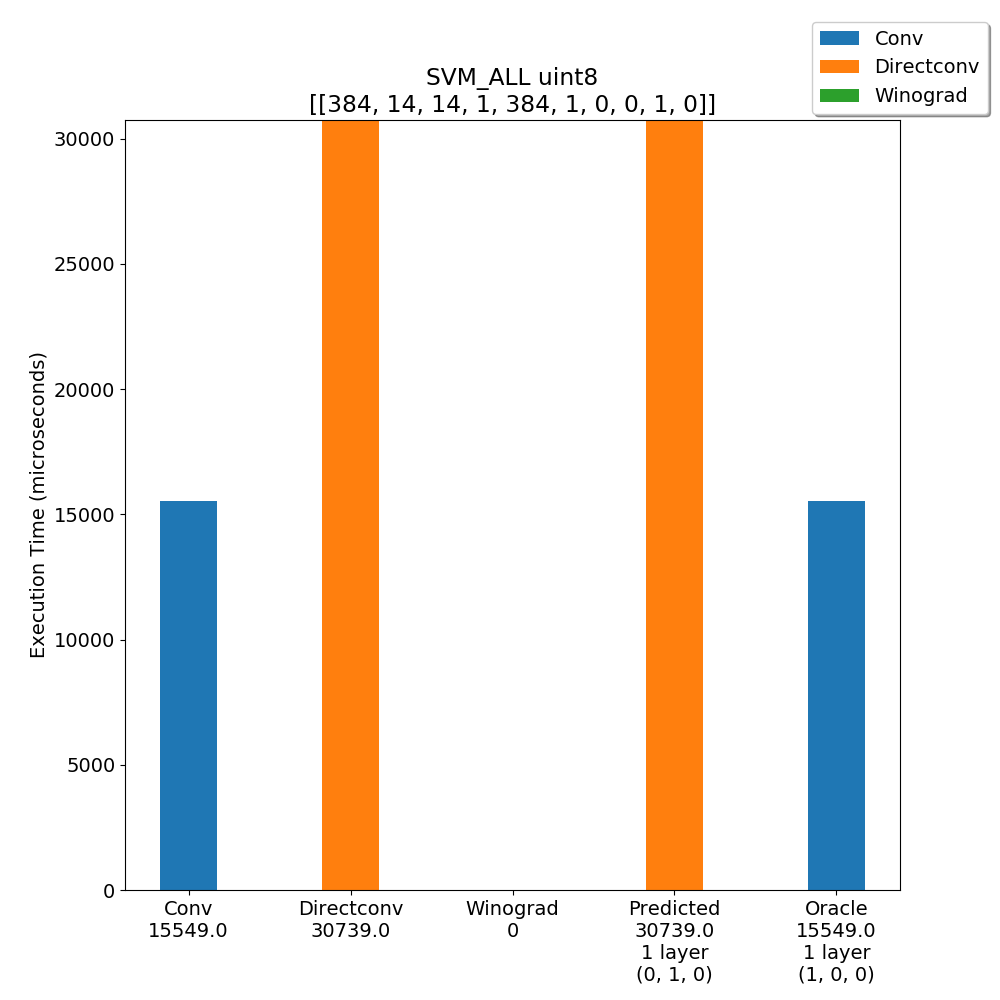 Conv
Directconv
Winograd
SVM_ALL uint8
[[384, 14, 14, 1, 384, 1, 0, 0, 1, 0]]
Execution Time (microseconds)
30000
25000
20000
15000
10000
5000
0
Conv
15549.0
Directconv
30739.0
Winograd
0
Predicted
30739.0
1 layer
(0, 1, 0)
Oracle
15549.0
1 layer
(1, 0, 0)